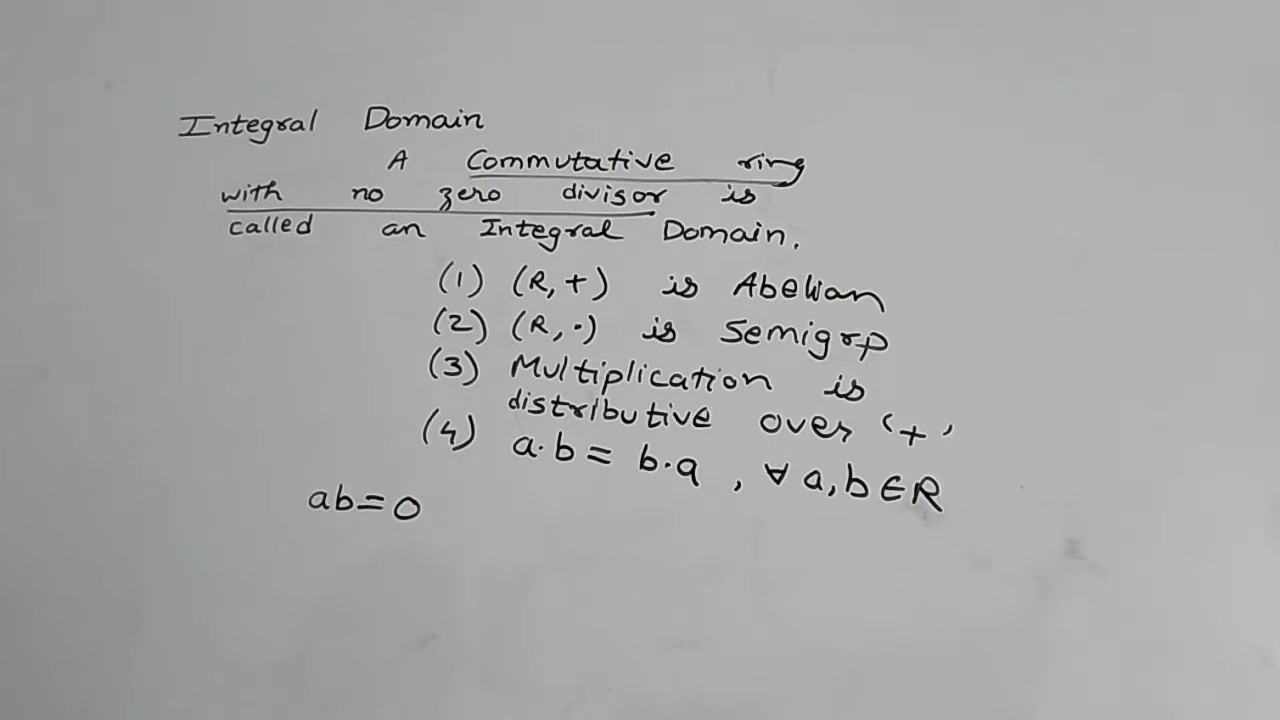 Integral Domain
A Commutative ring
with no zero divisor is
called an Integral Domain.
(1) (R, +) is Abelian
(2) (R, ·) is Semigrp
(3) Multiplication is
distributive over '+'
(4) a·b = b·a , ∀ a, b ∈ R
ab = 0